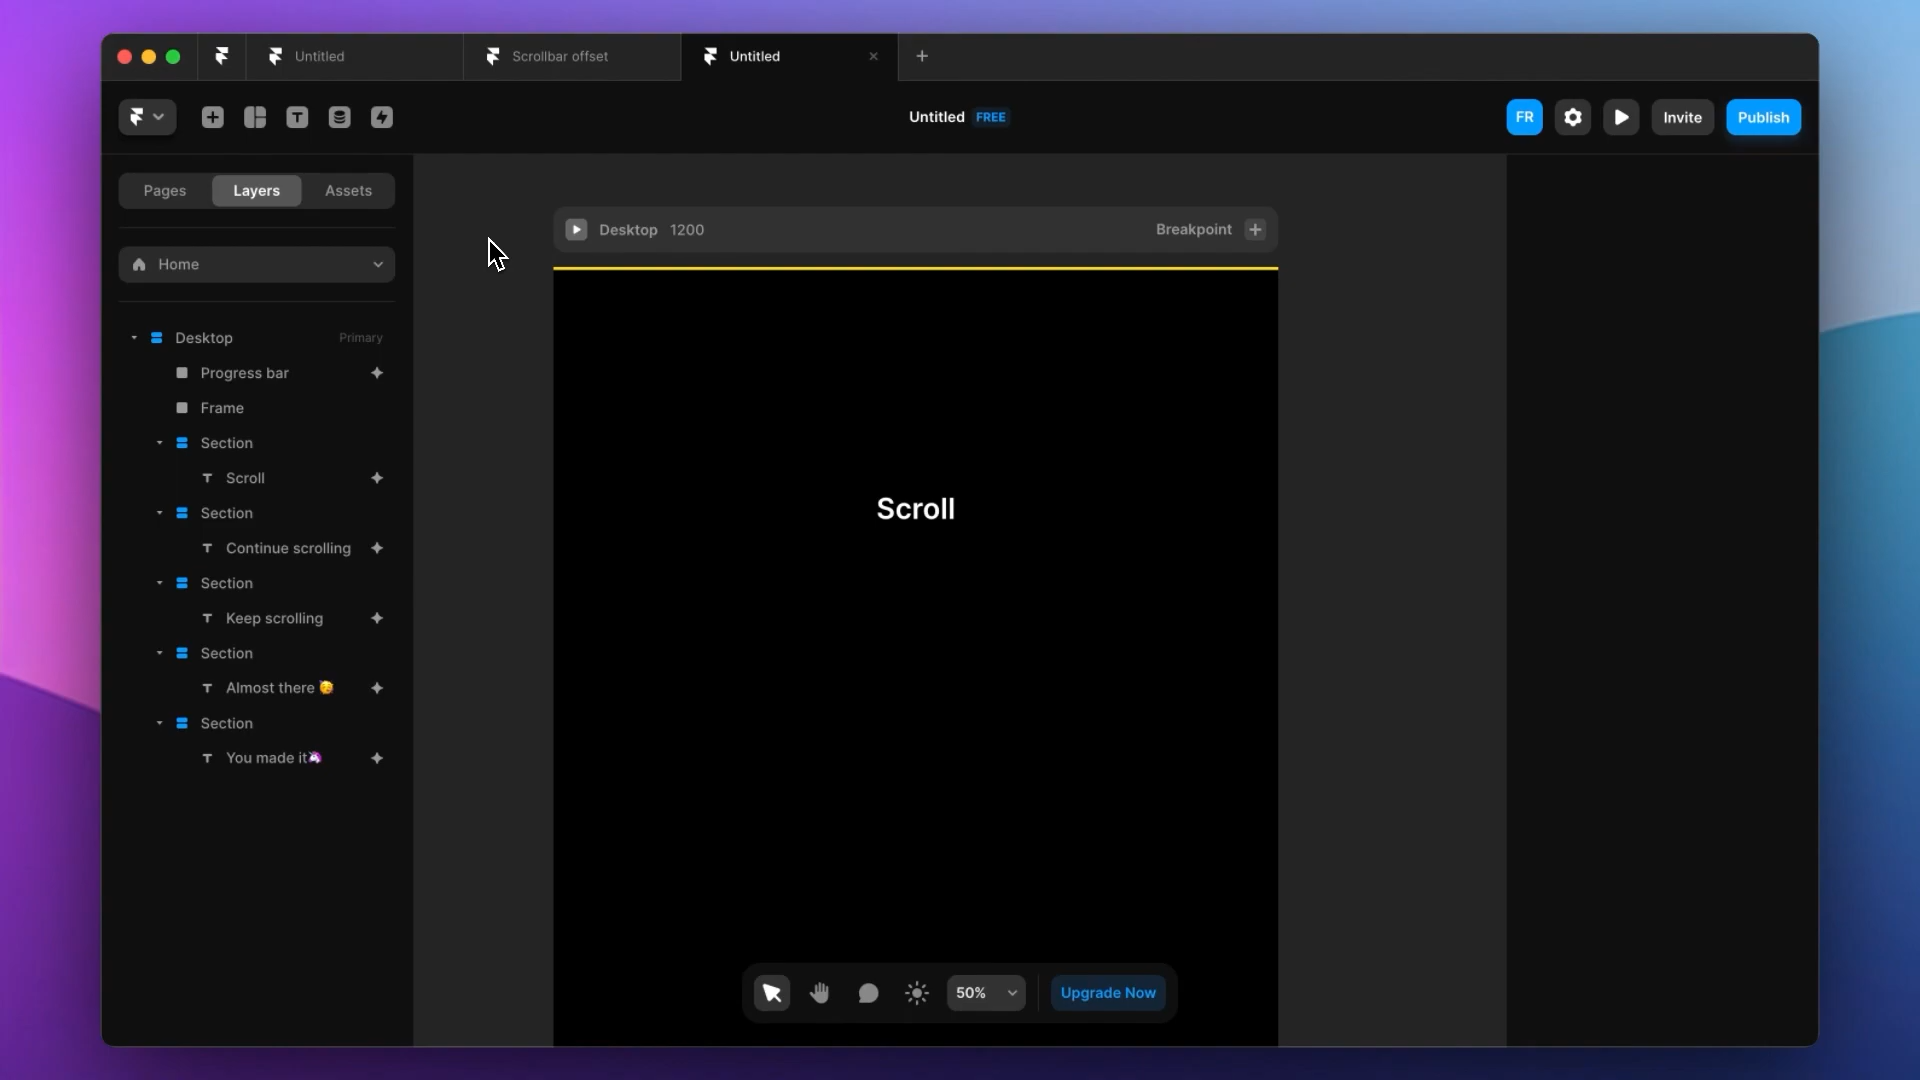 Untitled
Scrollbar offset
Untitled
Untitled FREE
FR
Invite
Publish
Pages
Layers
Assets
Home
Desktop 1200
Breakpoint
Desktop
Primary
Progress bar
Frame
Section
Scroll
Section
Continue scrolling
Section
Keep scrolling
Section
Almost there 🥳
Section
You made it🦄
Scroll
50%
Upgrade Now